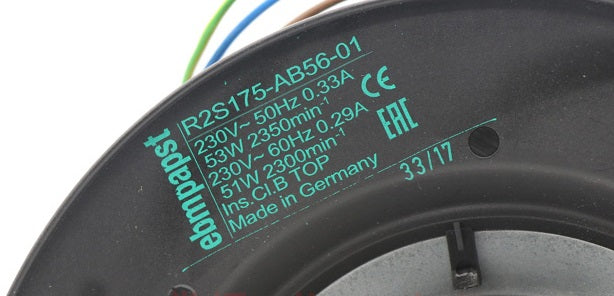 ebmpapst
R2S175-AB56-01
230V~ 50Hz 0.33A
53W 2350min-1
230V~ 60Hz 0.29A
51W 2300min-1
Ins.Cl.B TOP
Made in Germany
CE
EAC
33/17